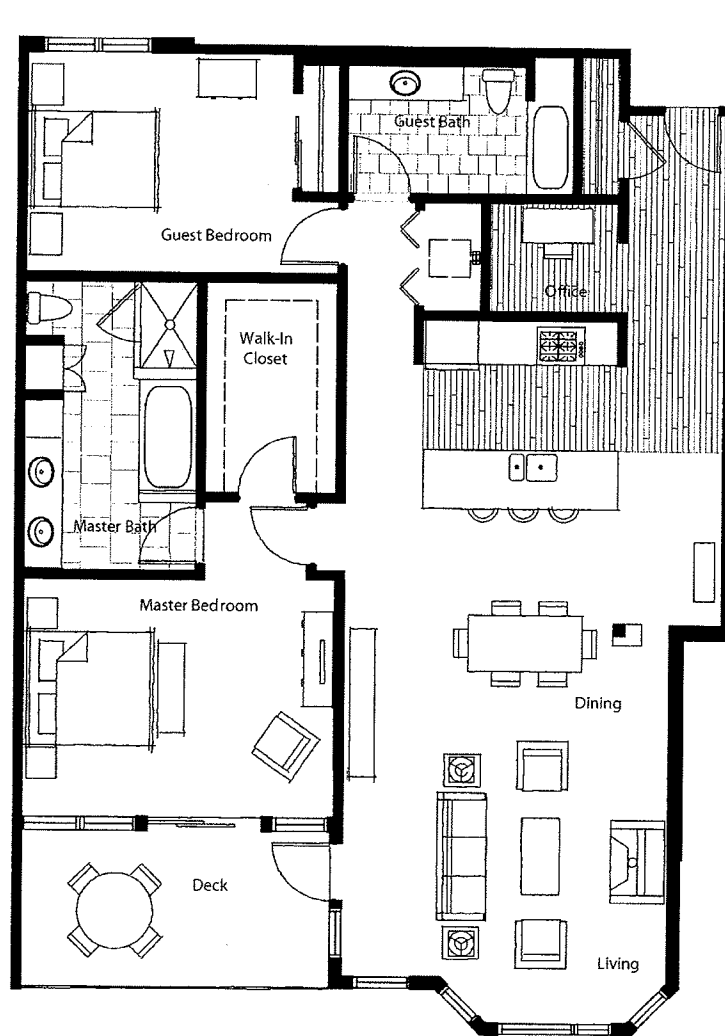 Guest Bath
Guest Bedroom
Office
Walk-In
Closet
Master Bath
Master Bedroom
Dining
Deck
Living